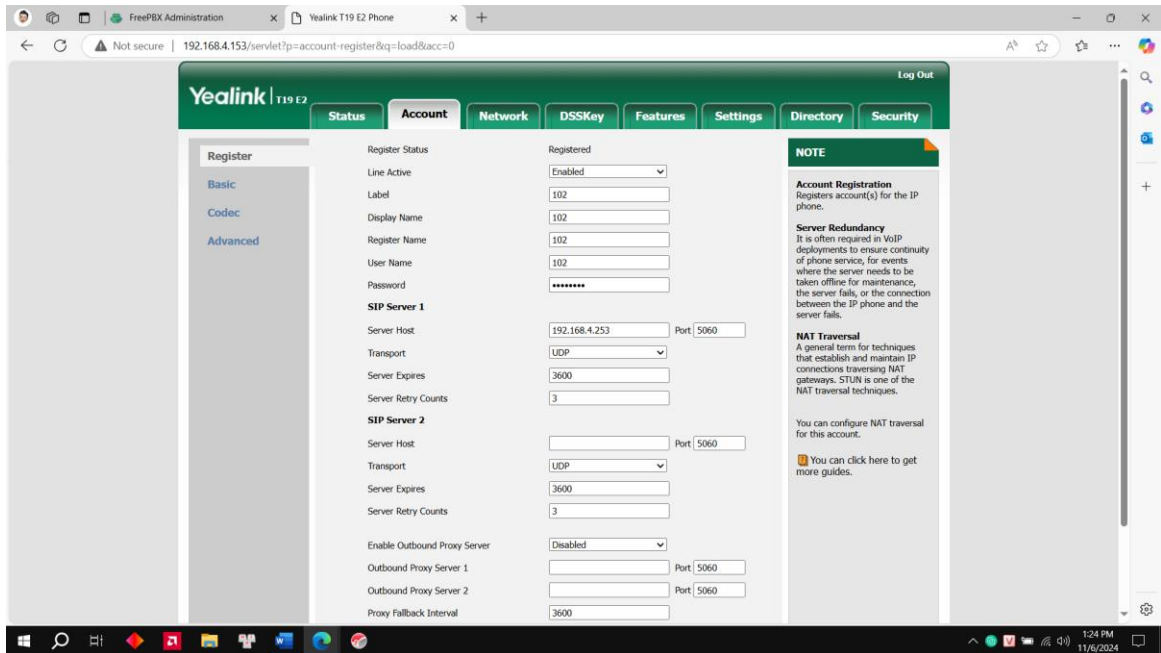 FreePBX Administration
Yealink T19 E2 Phone
Not secure
192.168.4.153/servlet?p=account-register&q=load&acc=0
Log Out
Yealink | T19 E2
Status
Account
Network
DSSKey
Features
Settings
Directory
Security
Register
Basic
Codec
Advanced
Register Status Registered
Line Active Enabled
Label 102
Display Name 102
Register Name 102
User Name 102
Password ••••••••
SIP Server 1
Server Host 192.168.4.253 Port 5060
Transport UDP
Server Expires 3600
Server Retry Counts 3
SIP Server 2
Server Host Port 5060
Transport UDP
Server Expires 3600
Server Retry Counts 3
Enable Outbound Proxy Server Disabled
Outbound Proxy Server 1 Port 5060
Outbound Proxy Server 2 Port 5060
Proxy Fallback Interval 3600
NOTE
Account Registration
Registers account(s) for the IP
phone.
Server Redundancy
It is often required in VoIP
deployments to ensure continuity
of phone service, for events
where the server needs to be
taken offline for maintenance,
the server fails, or the connection
between the IP phone and the
server fails.
NAT Traversal
A general term for techniques
that establish and maintain IP
connections traversing NAT
gateways. STUN is one of the
NAT traversal techniques.
You can configure NAT traversal
for this account.
You can click here to get
more guides.
1:24 PM
11/6/2024